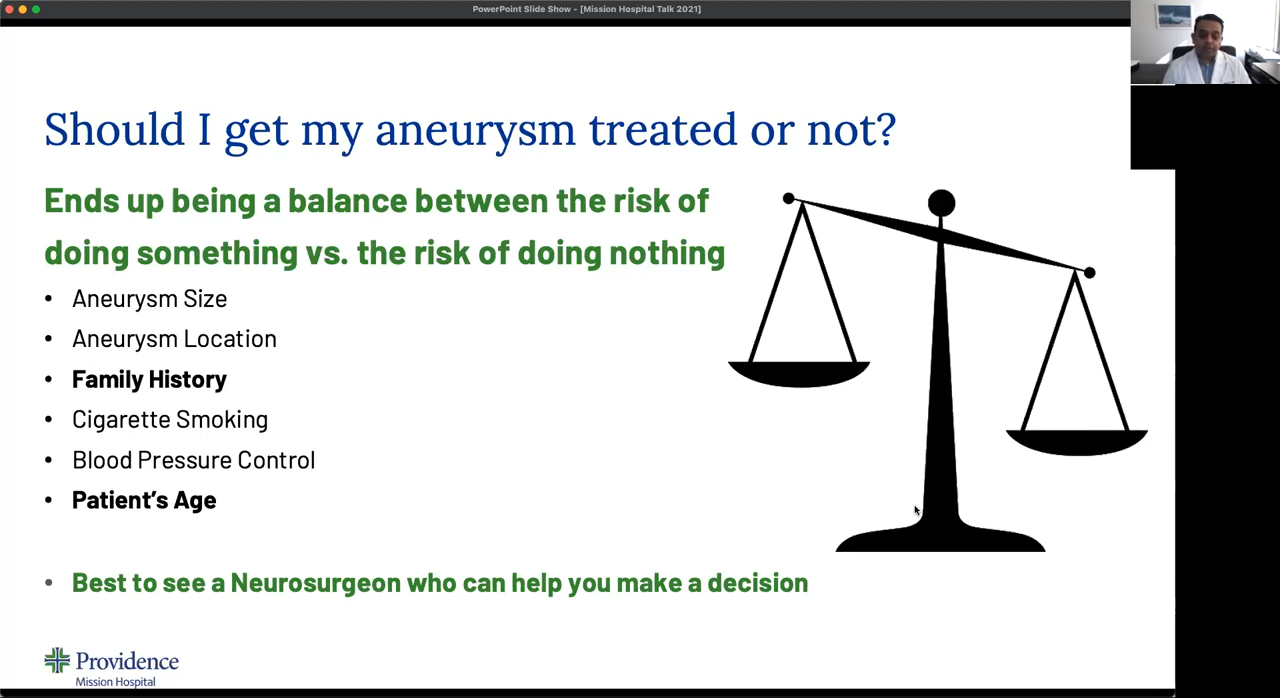 PowerPoint Slide Show - [Mission Hospital Talk 2021]
Should I get my aneurysm treated or not?
Ends up being a balance between the risk of
doing something vs. the risk of doing nothing
• Aneurysm Size
• Aneurysm Location
• Family History
• Cigarette Smoking
• Blood Pressure Control
• Patient’s Age
• Best to see a Neurosurgeon who can help you make a decision
Providence
Mission Hospital